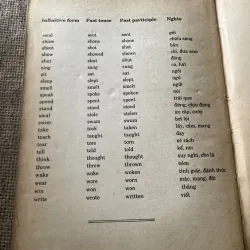 Infinitive form Past tense Past participle Nghĩa
send sent sent gửi
shine shone shone chiếu sáng
shoot shot shot bắn
show showed shown chỉ, đưa xem
shut shut shut đóng
sing sang sung ca, hát
sit sat sat ngồi
sleep slept slept ngủ
smell smelt smelt ngửi
speak spoke spoken nói
spend spent spent trải qua
stand stood stood đứng, chịu đựng
steal stole stolen ăn cắp, cướp
swim swam swum bơi lội
take took taken lấy, cầm, mang
teach taught taught dạy
tear tore torn xé rách
tell told told kể, bảo
think thought thought suy nghĩ, cho là
throw threw thrown ném
wake woke woken tỉnh giấc, đánh thức
wear wore worn mặc, mang, đội
win won won thắng
write wrote written viết